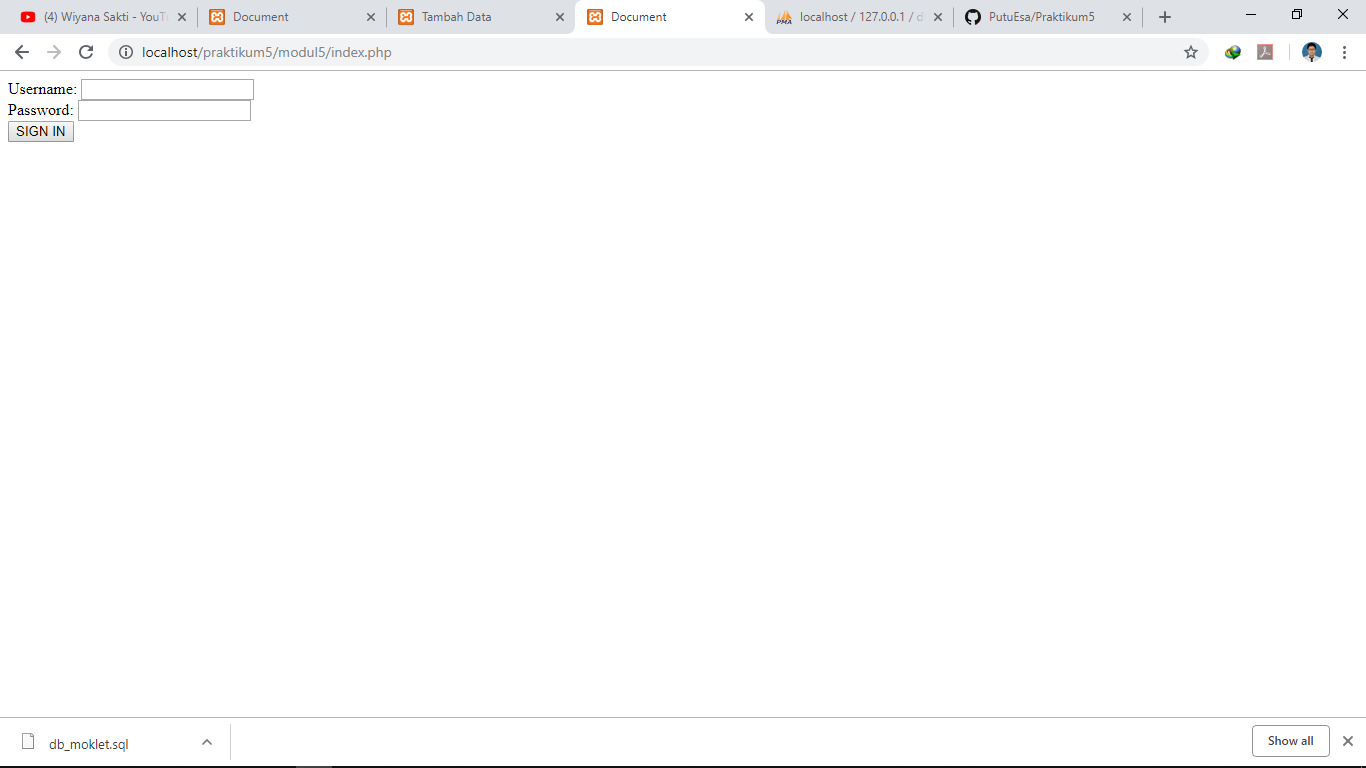 (4) Wiyana Sakti - YouT
Document
Tambah Data
Document
PMA
localhost / 127.0.0.1 / d
PutuEsa/Praktikum5
localhost/praktikum5/modul5/index.php
Username:
Password:
SIGN IN
db_moklet.sql
Show all